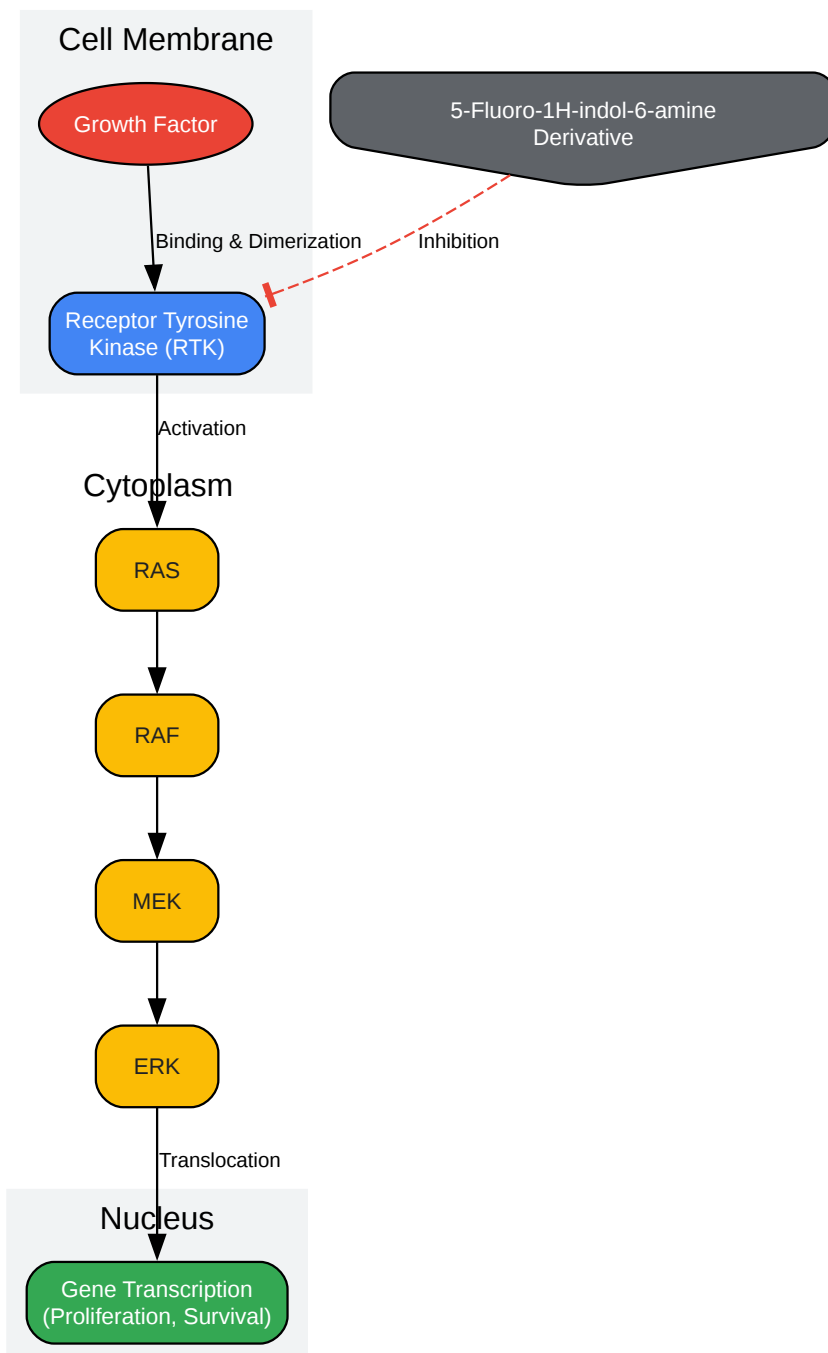 Cell Membrane
Growth Factor
5-Fluoro-1H-indol-6-amine
Derivative
Binding & Dimerization
Inhibition
Receptor Tyrosine
Kinase (RTK)
Activation
Cytoplasm
RAS
RAF
MEK
ERK
Translocation
Nucleus
Gene Transcription
(Proliferation, Survival)